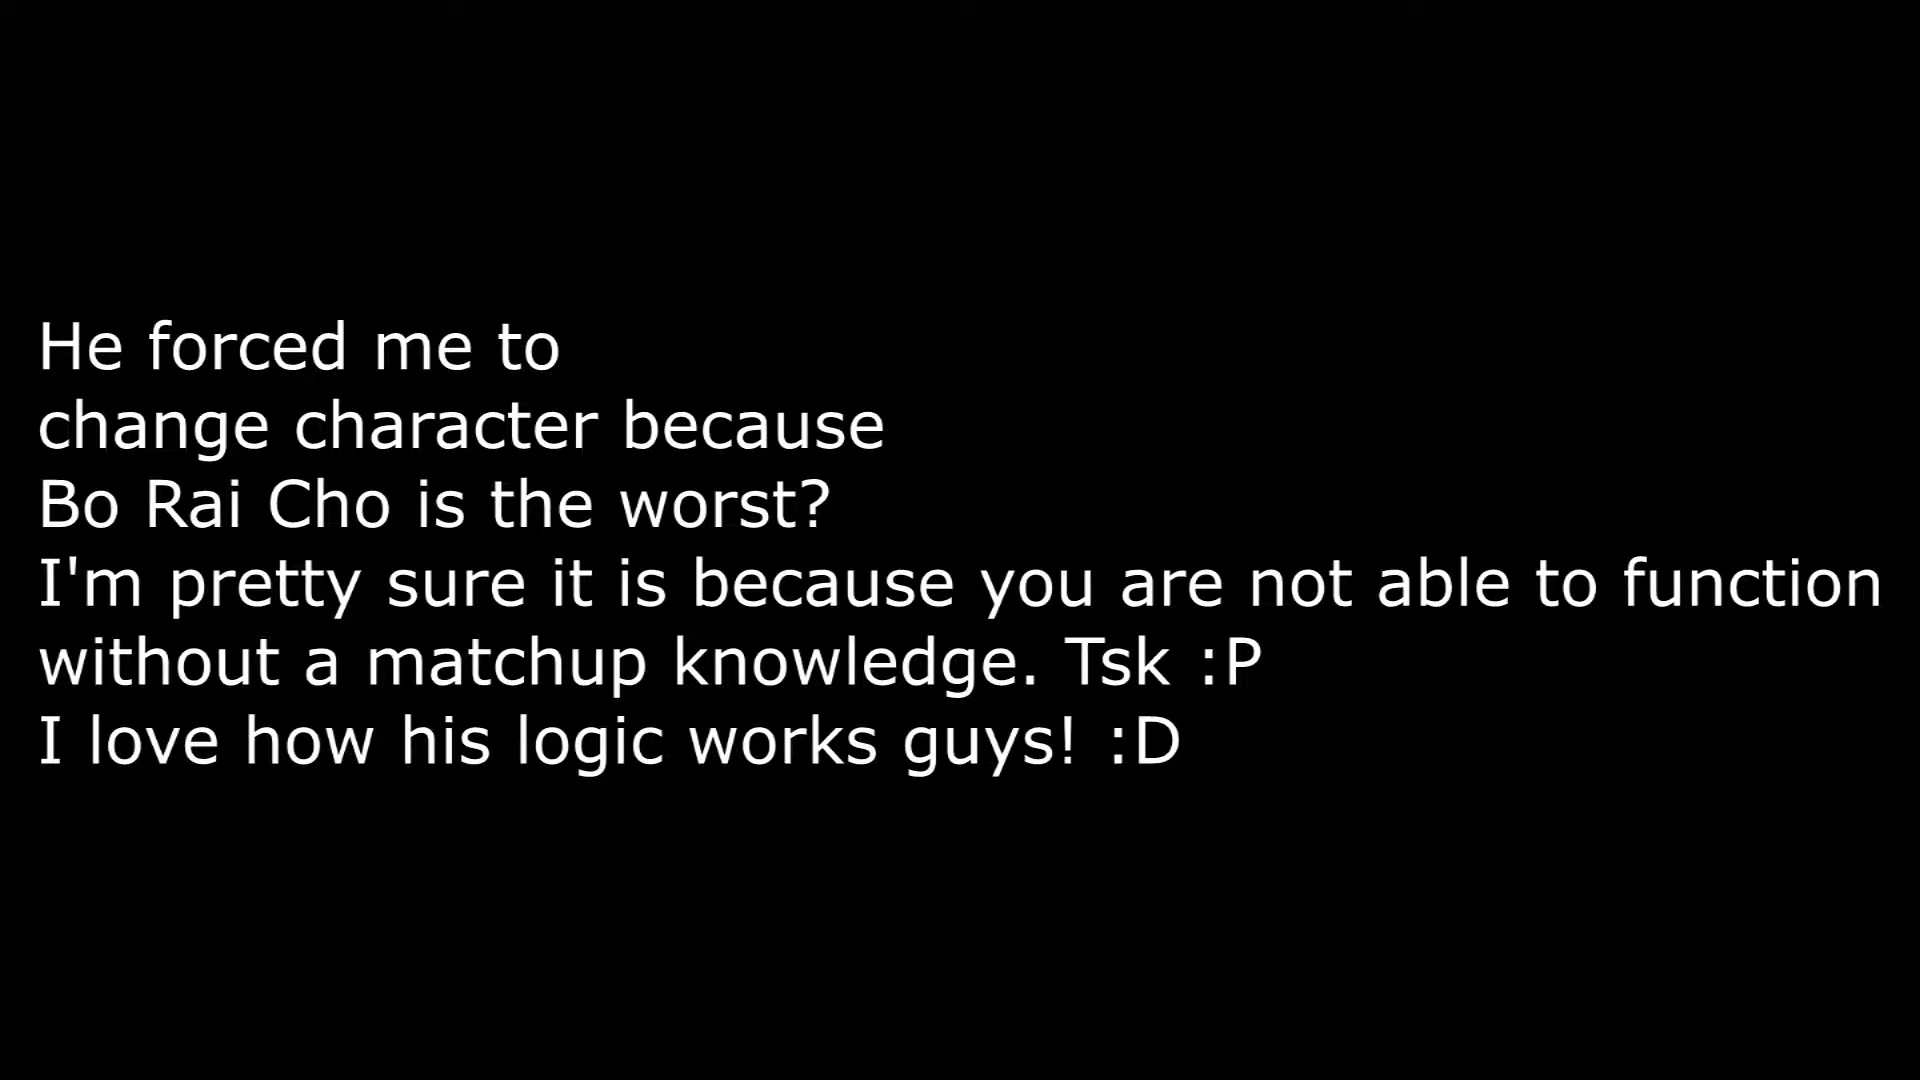 He forced me to
change character because
Bo Rai Cho is the worst?
I'm pretty sure it is because you are not able to function
without a matchup knowledge. Tsk :P
I love how his logic works guys! :D